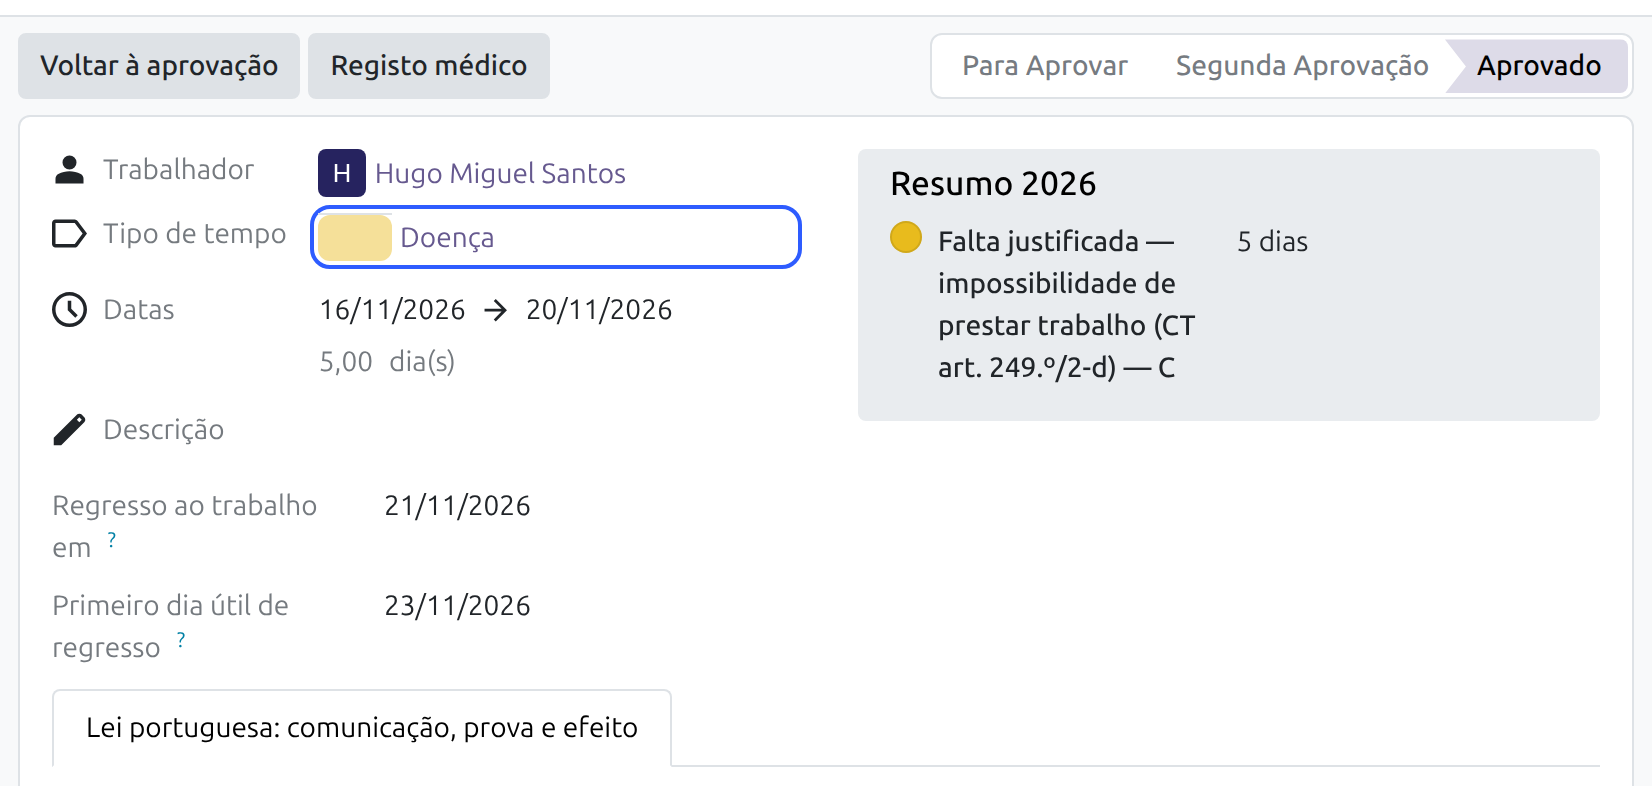 Voltar à aprovação
Registo médico
Para Aprovar
Segunda Aprovação
Aprovado
Trabalhador
H Hugo Miguel Santos
Tipo de tempo
Doença
Datas
16/11/2026 → 20/11/2026
5,00 dia(s)
Descrição
Regresso ao trabalho
em ?
21/11/2026
Primeiro dia útil de
regresso ?
23/11/2026
Resumo 2026
Falta justificada —
impossibilidade de
prestar trabalho (CT
art. 249.º/2-d) — C
5 dias
Lei portuguesa: comunicação, prova e efeito